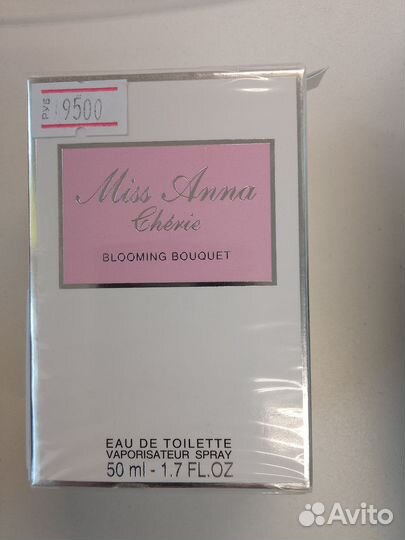 РУБ 9500
Miss Anna
Chérie
BLOOMING BOUQUET
EAU DE TOILETTE
VAPORISATEUR SPRAY
50 ml - 1.7 FL.OZ
Avito